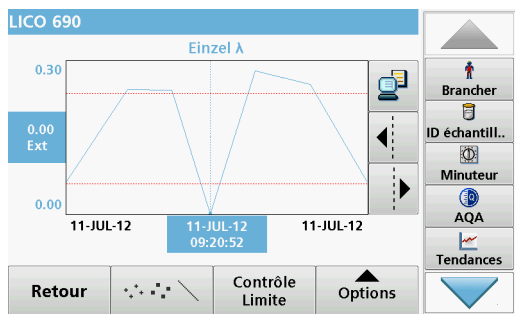 LICO 690
Einzel λ
0.30
0.00
Ext
0.00
11-JUL-12
11-JUL-12
09:20:52
11-JUL-12
Retour
Contrôle
Limite
Options
Brancher
ID échantill..
Minuteur
AQA
Tendances